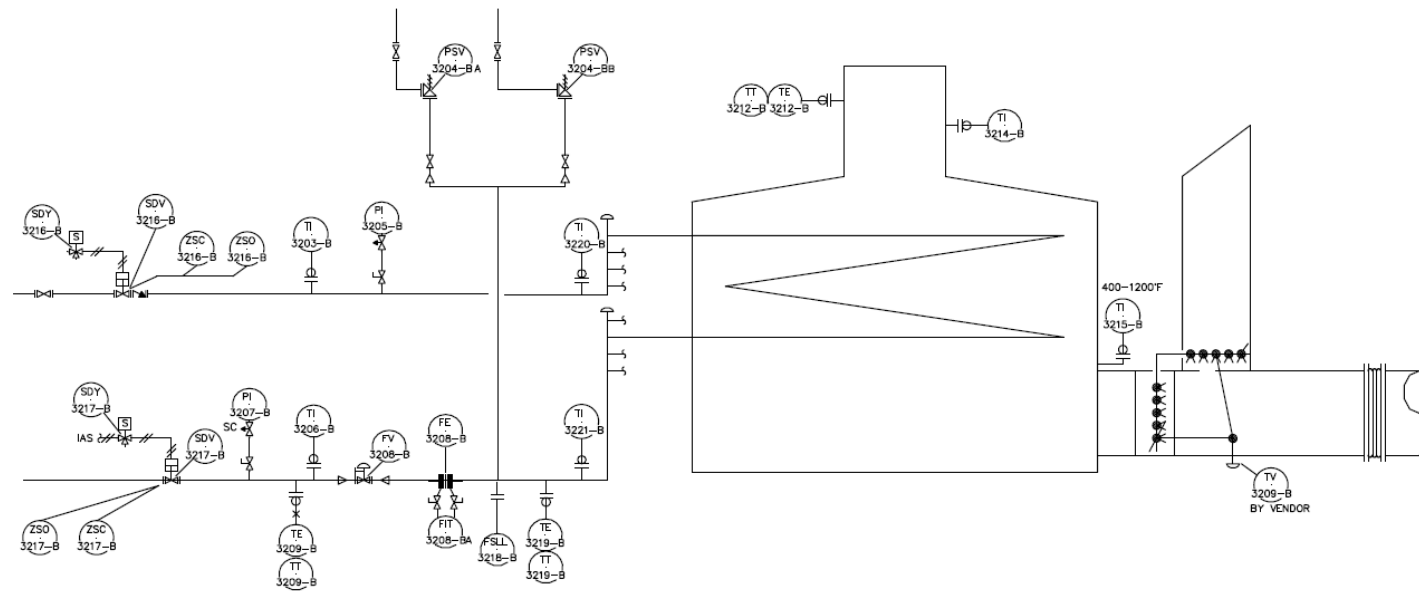 PSV
3204-BA
PSV
3204-BB
TT
3212-B
TE
3212-B
TI
3214-B
SDY
3216-B
S
SDV
3216-B
ZSC
3216-B
ZSO
3216-B
TI
3203-B
PI
3205-B
TI
3220-B
400-1200°F
TI
3215-B
SDY
3217-B
S
IAS
SDV
3217-B
PI
3207-B
SC
TI
3206-B
FV
3208-B
FE
3208-B
TI
3221-B
TV
3209-B
BY VENDOR
ZSO
3217-B
ZSC
3217-B
TE
3209-B
TT
3209-B
FIT
3208-BA
FSLL
3218-B
TE
3219-B
TT
3219-B